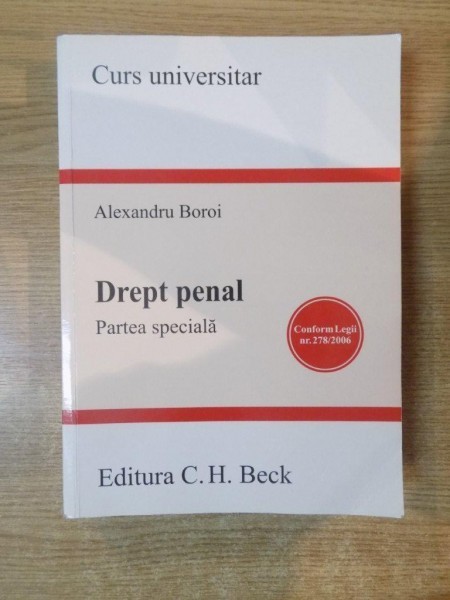 Curs universitar
Alexandru Boroi
Drept penal
Partea specială
Conform Legii
nr. 278/2006
Editura C. H. Beck